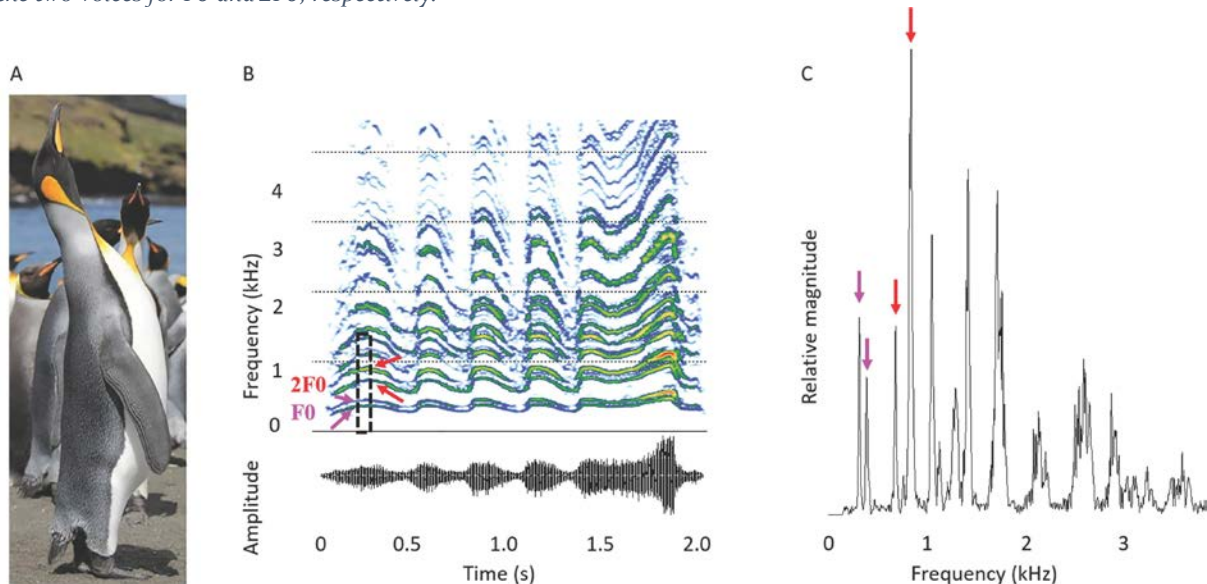 the two voices for F0 and 2F0, respectively.
A
B
C
Frequency (kHz)
4
3
2
1
0
2F0
F0
Amplitude
0 0.5 1.0 1.5 2.0
Time (s)
Relative magnitude
0 1 2 3
Frequency (kHz)